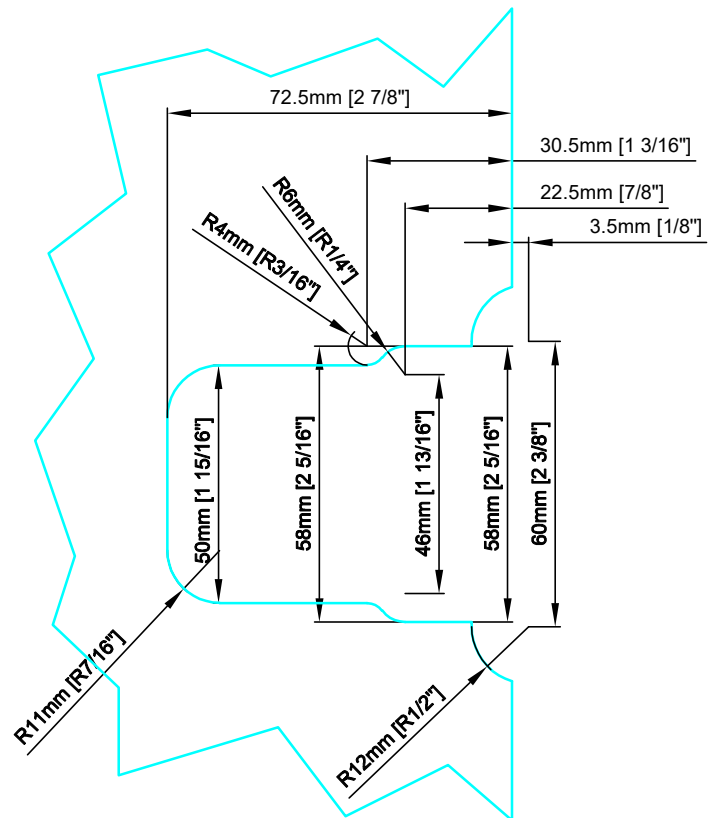 72.5mm [2 7/8"]
30.5mm [1 3/16"]
22.5mm [7/8"]
3.5mm [1/8"]
R6mm [R1/4"]
R4mm [R3/16"]
50mm [1 15/16"]
58mm [2 5/16"]
46mm [1 13/16"]
58mm [2 5/16"]
60mm [2 3/8"]
R11mm [R7/16"]
R12mm [R1/2"]